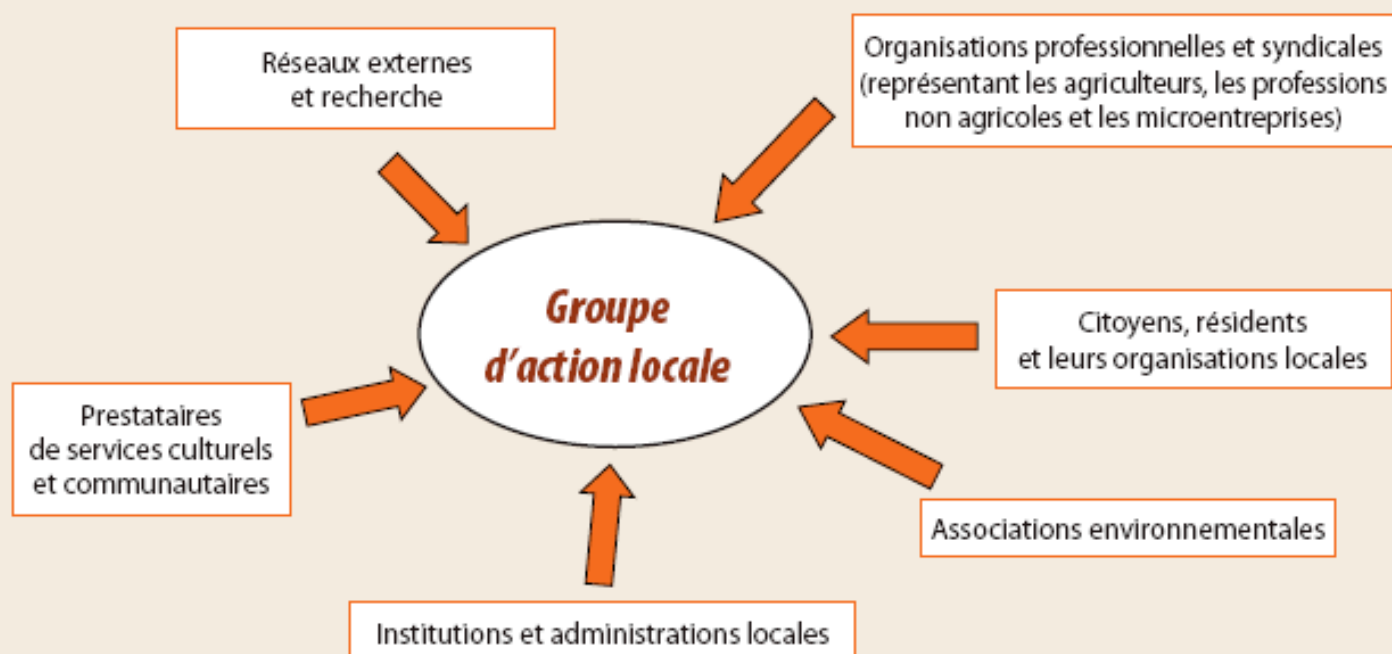 Réseaux externes
et recherche
Organisations professionnelles et syndicales
(représentant les agriculteurs, les professions
non agricoles et les microentreprises)
Groupe
d’action locale
Citoyens, résidents
et leurs organisations locales
Prestataires
de services culturels
et communautaires
Associations environnementales
Institutions et administrations locales